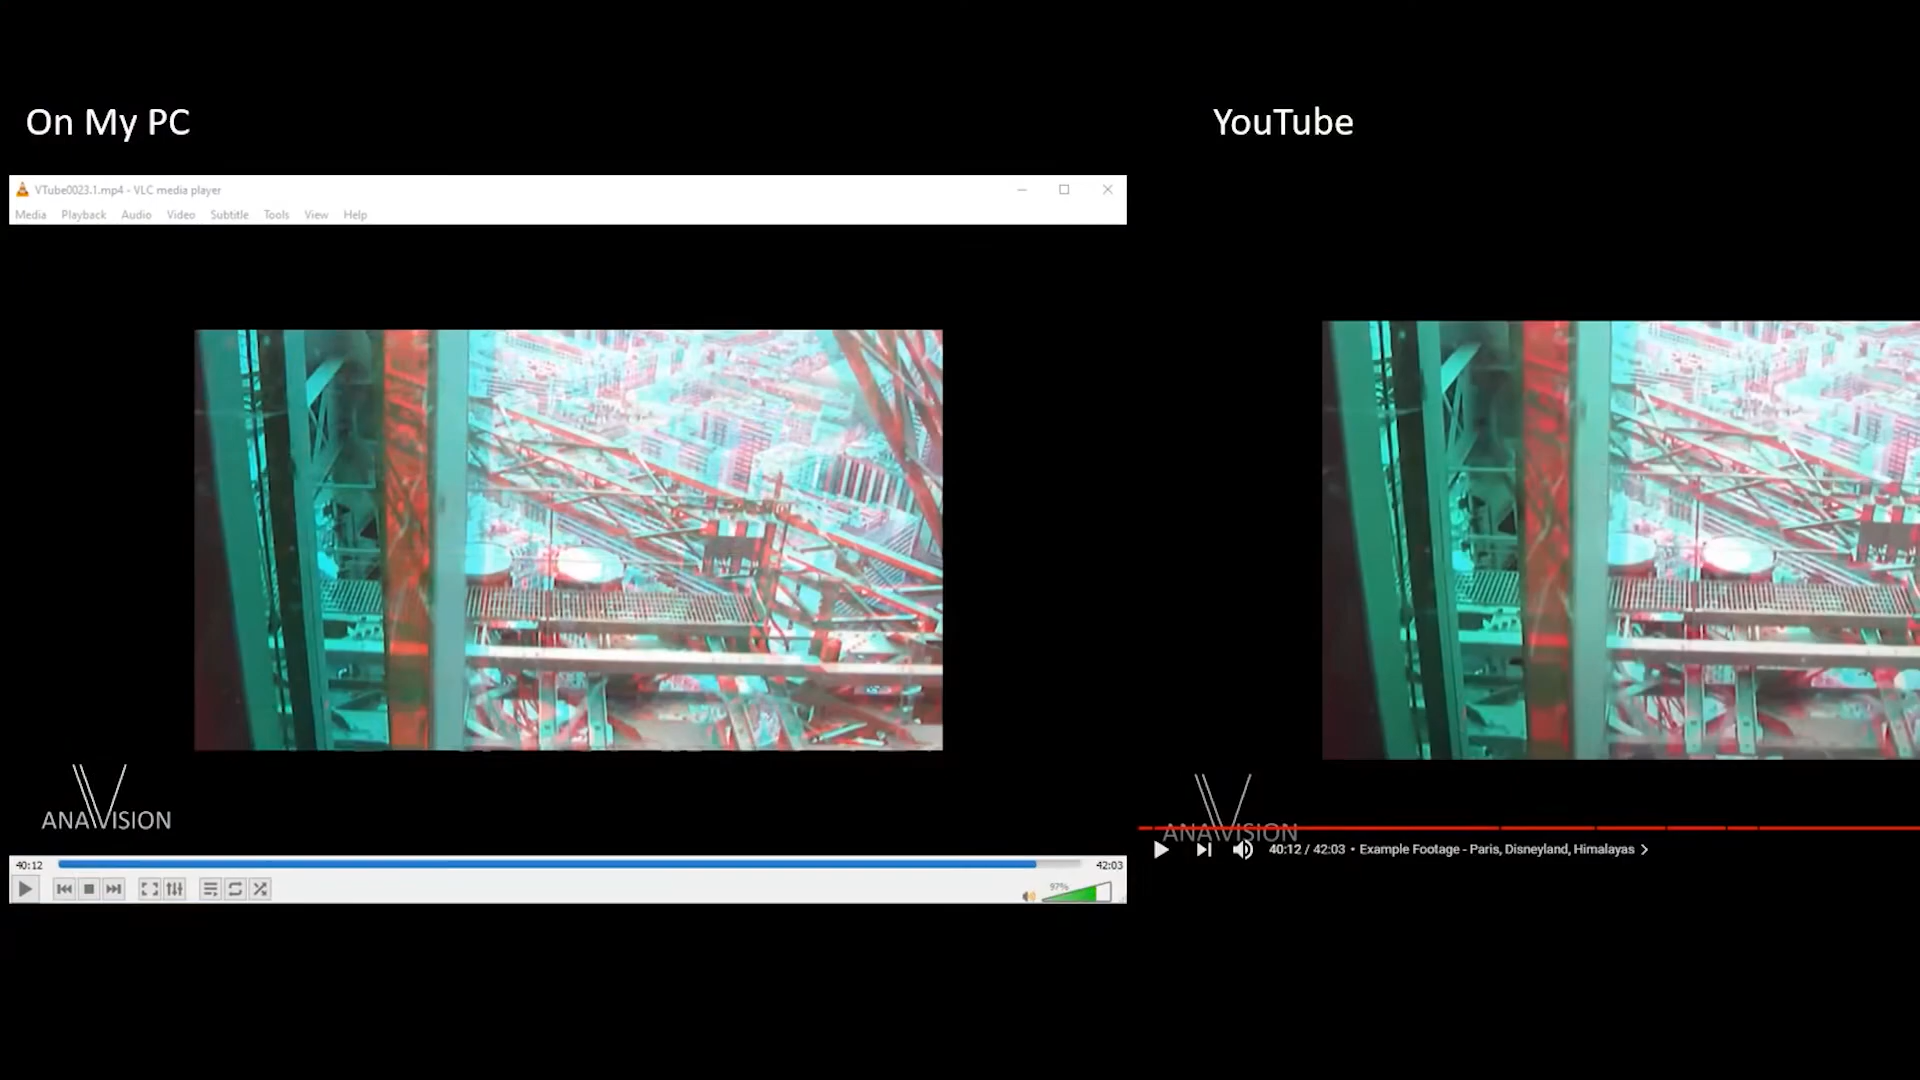 On My PC
YouTube
VTube0023.1.mp4 - VLC media player
Media Playback Audio Video Subtitle Tools View Help
ANAVISION
ANAVISION
40:12
42:03
97%
40:12 / 42:03 • Example Footage - Paris, Disneyland, Himalayas